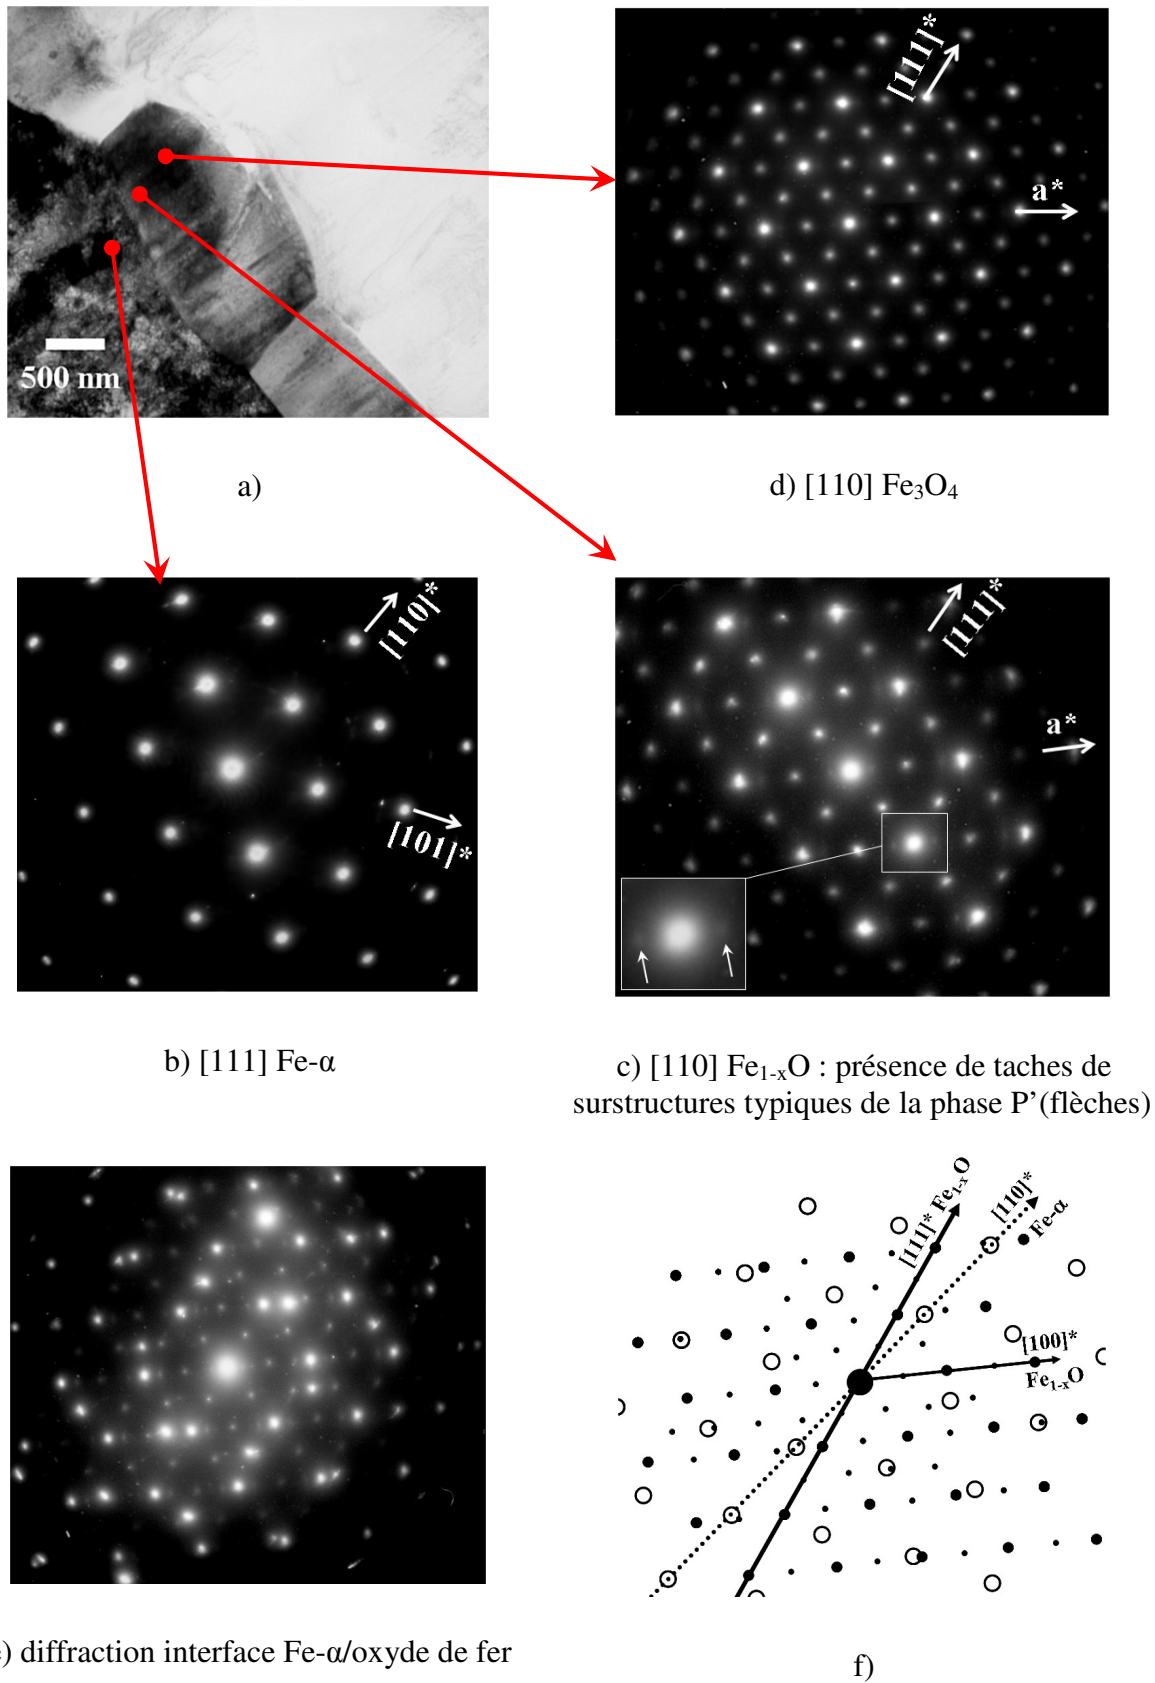 [111]*
a*
500 nm
a)
d) [110] Fe3O4
[110]*
[101]*
[111]*
a*
b) [111] Fe-α
c) [110] Fe1-xO : présence de taches de
surstructures typiques de la phase P’(flèches)
[111]* Fe1-xO
[110]*
Fe-α
[100]*
Fe1-xO
) diffraction interface Fe-α/oxyde de fer
f)